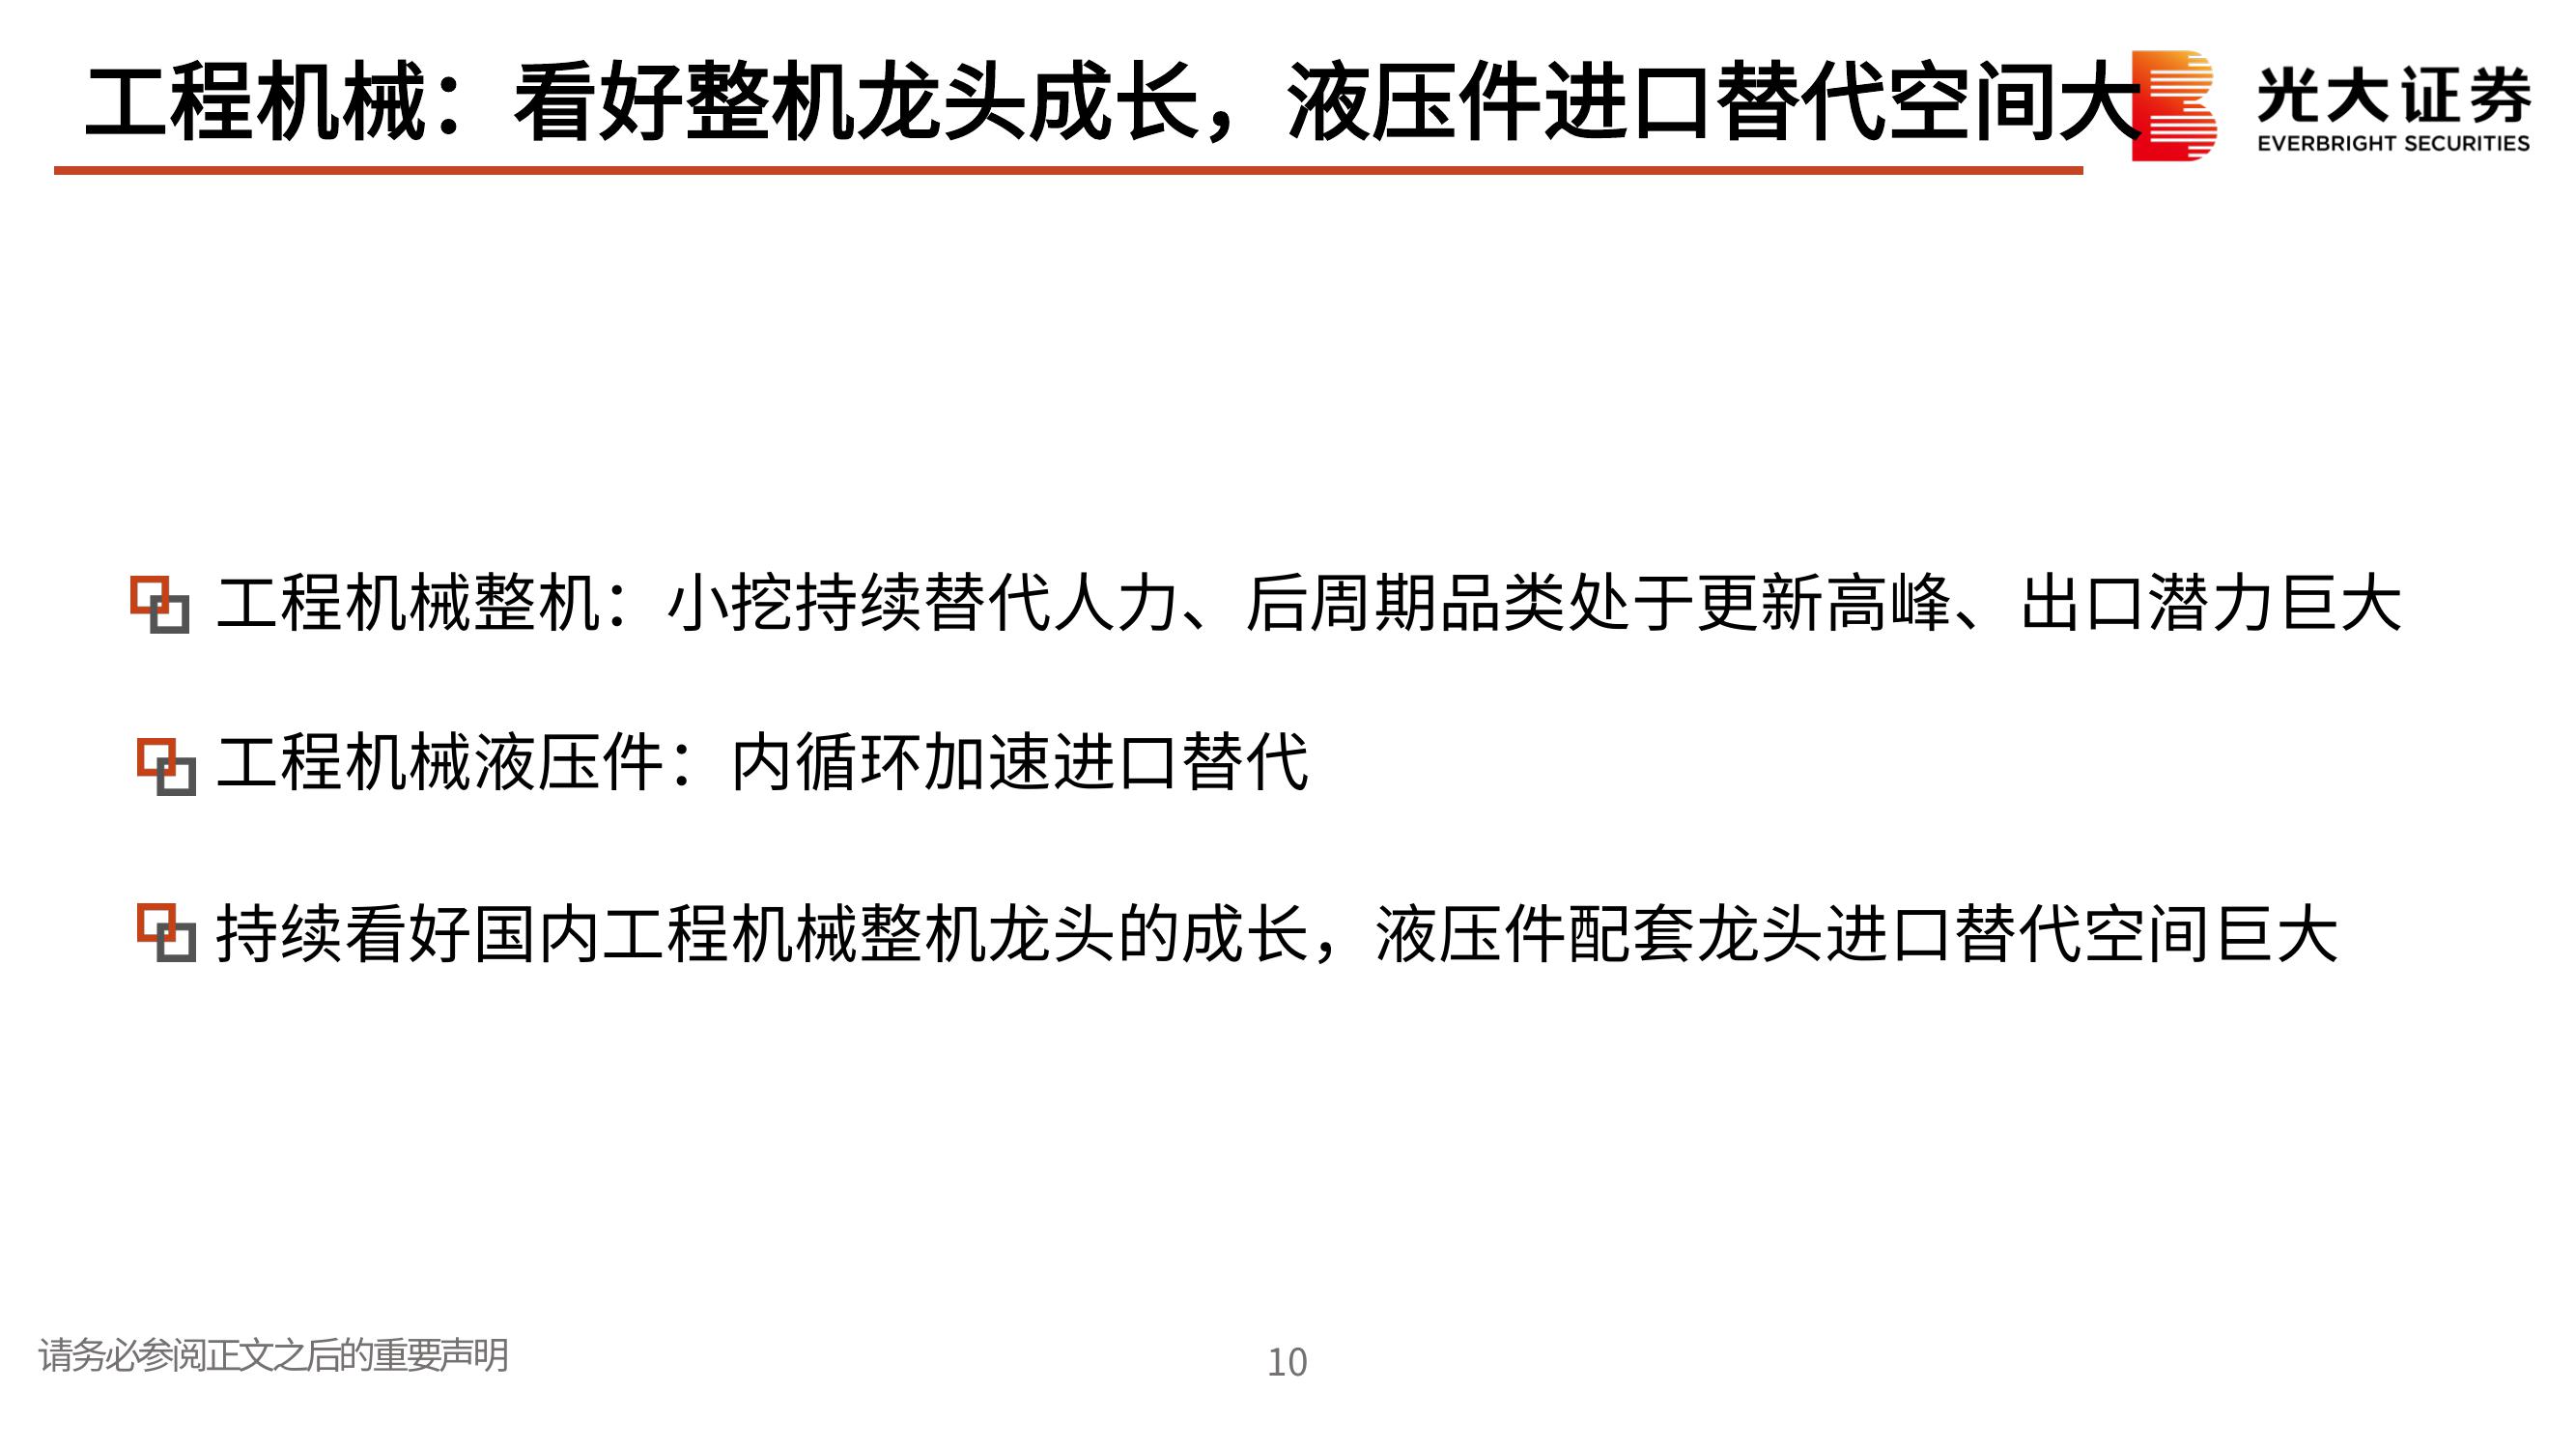 工程机械：看好整机龙头成长，液压件进口替代空间大
光大证券
EVERBRIGHT SECURITIES
工程机械整机：小挖持续替代人力、后周期品类处于更新高峰、出口潜力巨大
工程机械液压件：内循环加速进口替代
持续看好国内工程机械整机龙头的成长，液压件配套龙头进口替代空间巨大
请务必参阅正文之后的重要声明
10